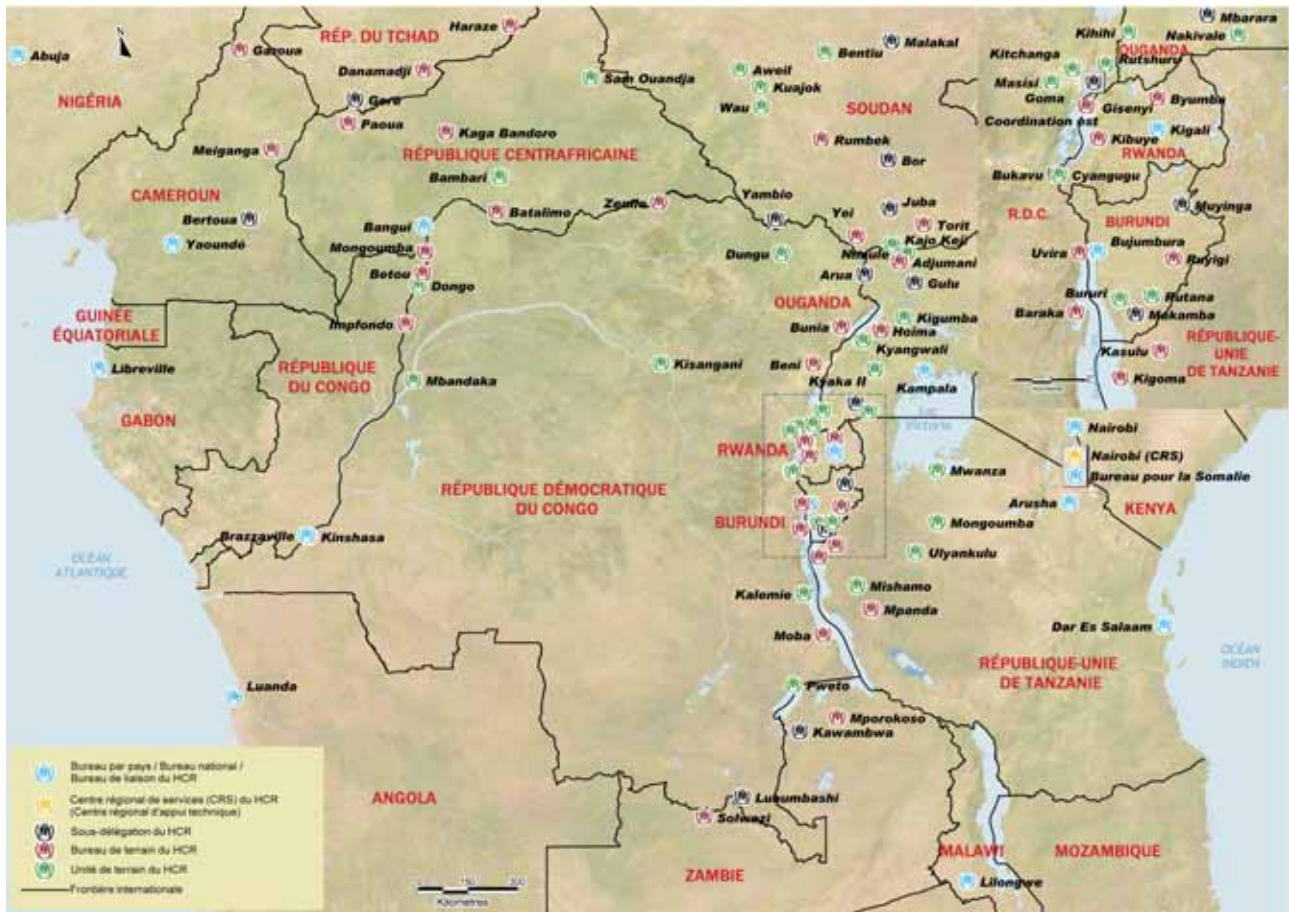 N
Abuja
NIGÉRIA
Garoua
Haraze
RÉP. DU TCHAD
Danamadji
Gore
Paoua
Meiganga
Kaga Bandoro
RÉPUBLIQUE CENTRAFRICAINE
Bambari
Sam Ouandja
CAMEROUN
Bertoua
Yaoundé
Bangui
Batalimo
Mongoumba
Betou
Dongo
Impfondo
Zemio
Yambio
Dungu
Bentiu
Malakal
Aweil
Kuajok
Wau
SOUDAN
Rumbek
Bor
Juba
Yei
Torit
Kajo Keji
Nimule
Adjumani
Arua
Gulu
OUGANDA
Bunia
Kigumba
Hoima
Kyangwali
Beni
Kyaka II
Kampala
Victoria
GUINÉE
ÉQUATORIALE
Libreville
GABON
RÉPUBLIQUE
DU CONGO
Mbandaka
Kisangani
RÉPUBLIQUE DÉMOCRATIQUE
DU CONGO
Brazzaville
Kinshasa
OCÉAN
ATLANTIQUE
RWANDA
BURUNDI
Mwanza
Mongoumba
Ulyankulu
Mishamo
Mpanda
Kalemie
Moba
Pweto
Mporokoso
Kawambwa
Lubumbashi
Solwezi
Luanda
ANGOLA
ZAMBIE
MALAWI
Lilongwe
MOZAMBIQUE
RÉPUBLIQUE-UNIE
DE TANZANIE
Dar Es Salaam
OCÉAN
INDIEN
Nairobi
Nairobi (CRS)
Bureau pour la Somalie
Arusha
KENYA
Mbarara
Kihihi
Nakivale
OUGANDA
Kitchanga
Rutshuru
Masisi
Goma
Gisenyi
Byumba
Coordination est
Kigali
Kibuye
RWANDA
Bukavu
Cyangugu
R.D.C.
BURUNDI
Muyinga
Uvira
Bujumbura
Ruyigi
Bururi
Rutana
Makamba
Baraka
Kasulu
RÉPUBLIQUE-
UNIE
DE TANZANIE
Kigoma
Bureau par pays / Bureau national /
Bureau de liaison du HCR
Centre régional de services (CRS) du HCR
(Centre régional d'appui technique)
Sous-délégation du HCR
Bureau de terrain du HCR
Unité de terrain du HCR
Frontière internationale
0 150 300
Kilometres